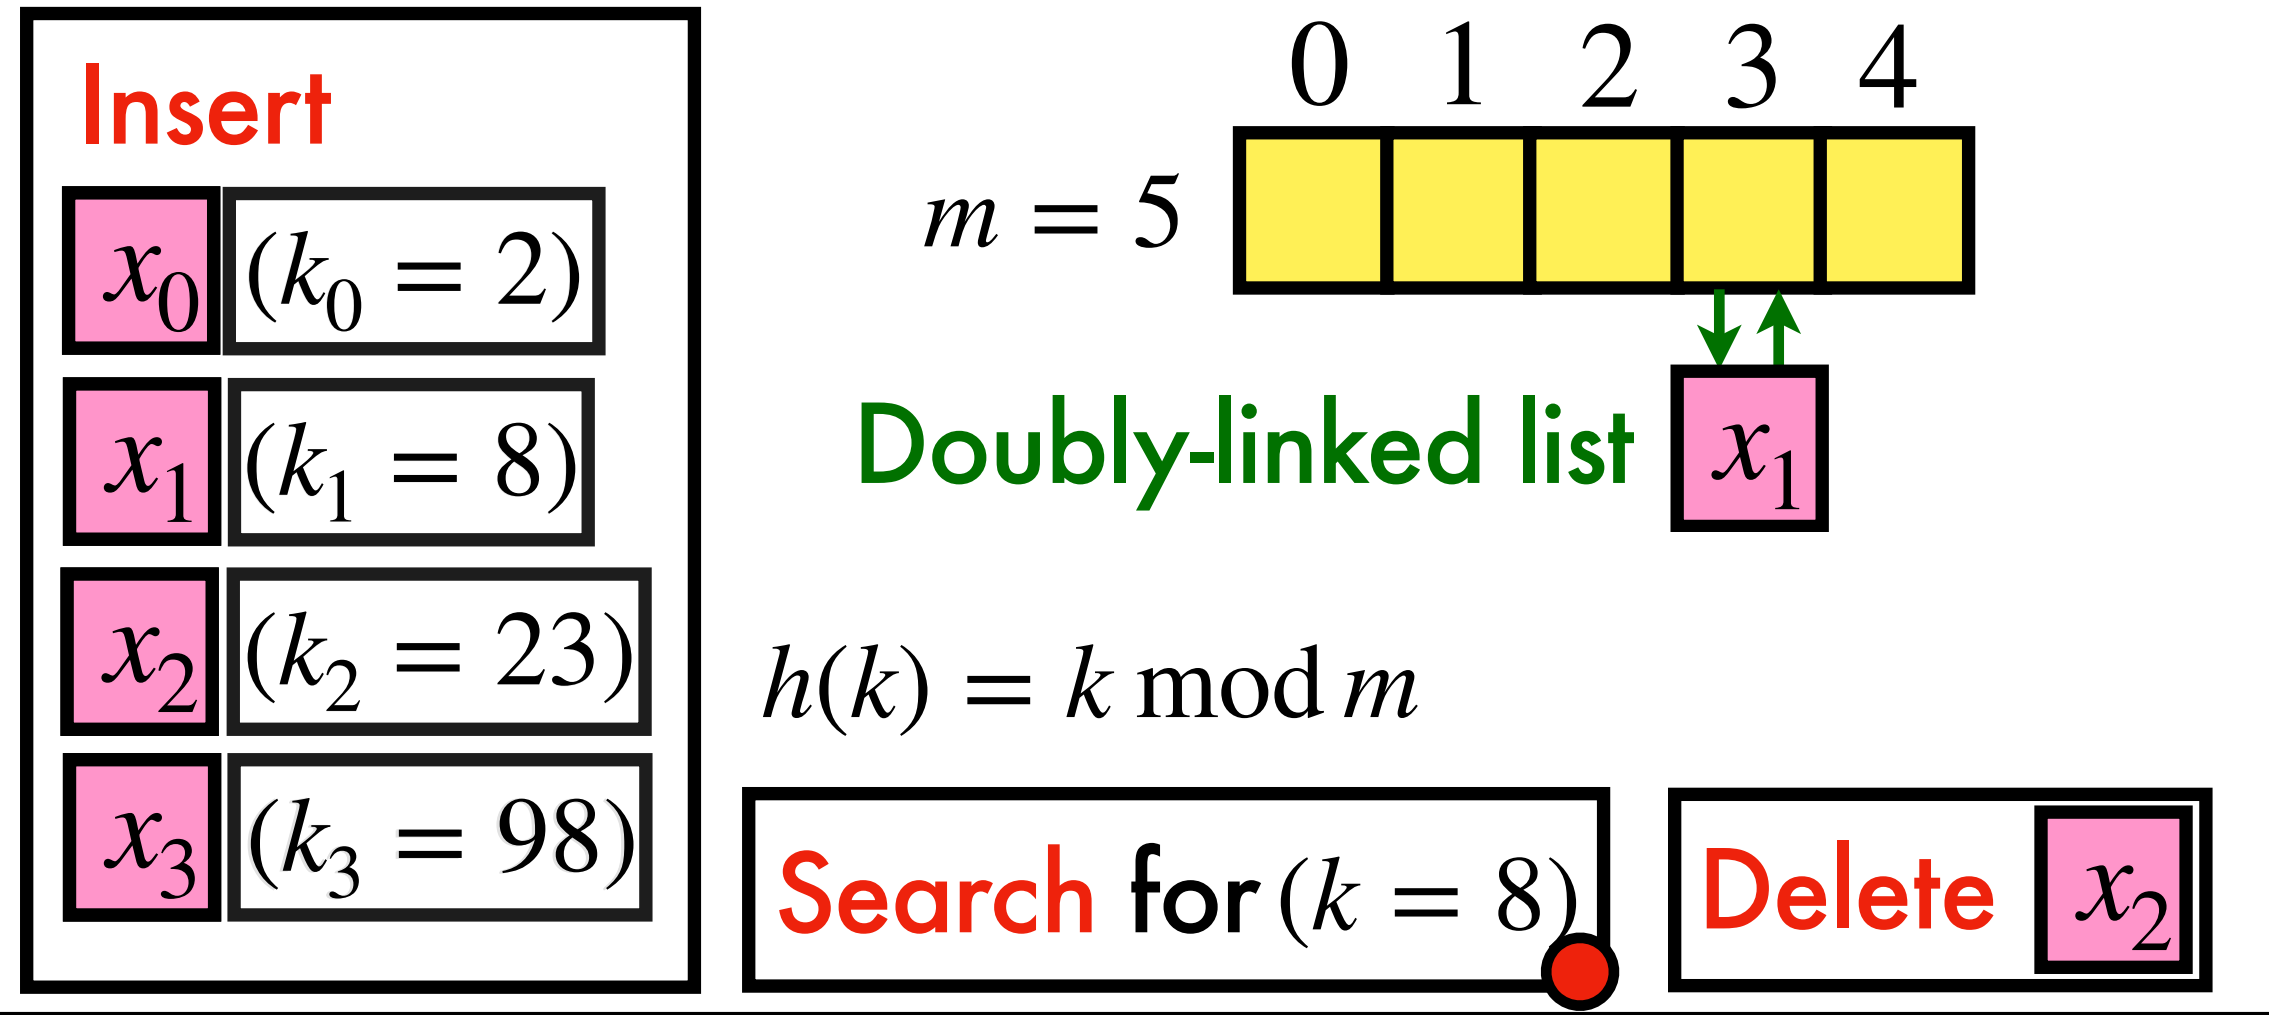 Insert
x₀ (k₀ = 2)
x₁ (k₁ = 8)
x₂ (k₂ = 23)
x₃ (k₃ = 98)
0 1 2 3 4
m = 5
Doubly-linked list x₁
h(k) = k mod m
Search for (k = 8)
Delete x₂